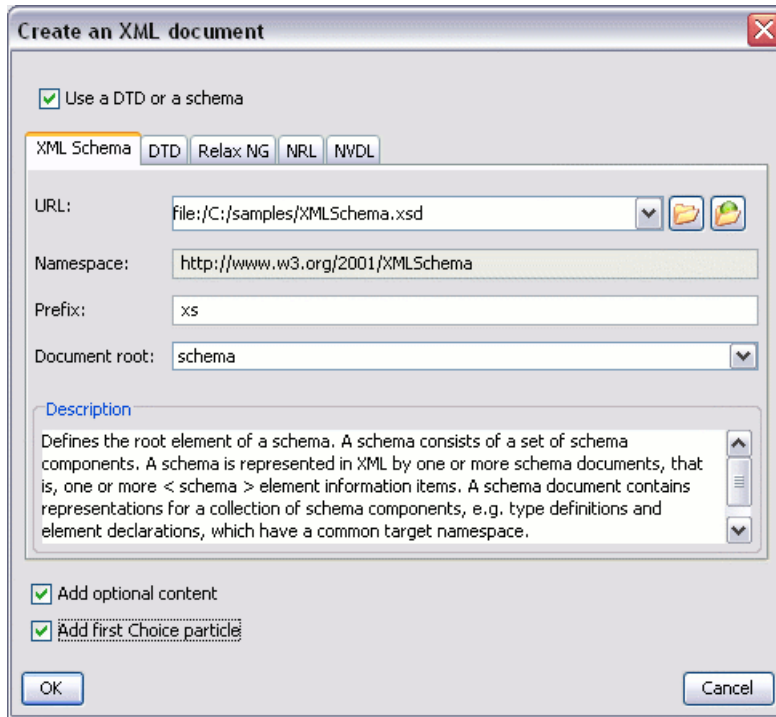 Create an XML document
Use a DTD or a schema
XML Schema DTD Relax NG NRL NVDL
URL: file:/C:/samples/XMLSchema.xsd
Namespace: http://www.w3.org/2001/XMLSchema
Prefix: xs
Document root: schema
Description
Defines the root element of a schema. A schema consists of a set of schema
components. A schema is represented in XML by one or more schema documents, that
is, one or more < schema > element information items. A schema document contains
representations for a collection of schema components, e.g. type definitions and
element declarations, which have a common target namespace.
Add optional content
Add first Choice particle
OK Cancel